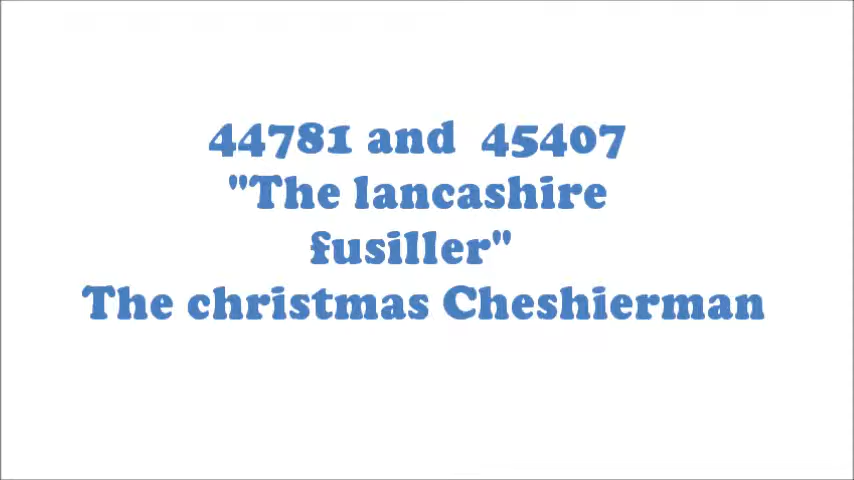 44781 and 45407
"The lancashire
fusiller"
The christmas Cheshierman